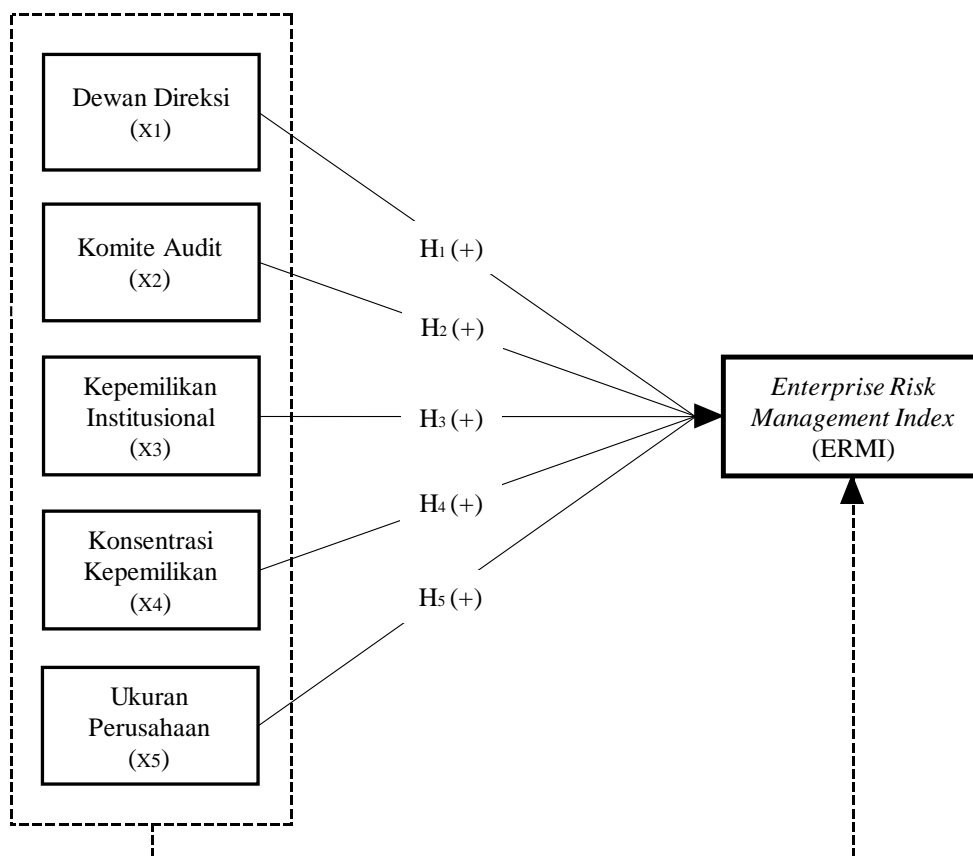 Dewan Direksi
(X1)
Komite Audit
(X2)
Kepemilikan
Institusional
(X3)
Konsentrasi
Kepemilikan
(X4)
Ukuran
Perusahaan
(X5)
H1 (+)
H2 (+)
H3 (+)
H4 (+)
H5 (+)
Enterprise Risk
Management Index
(ERMI)